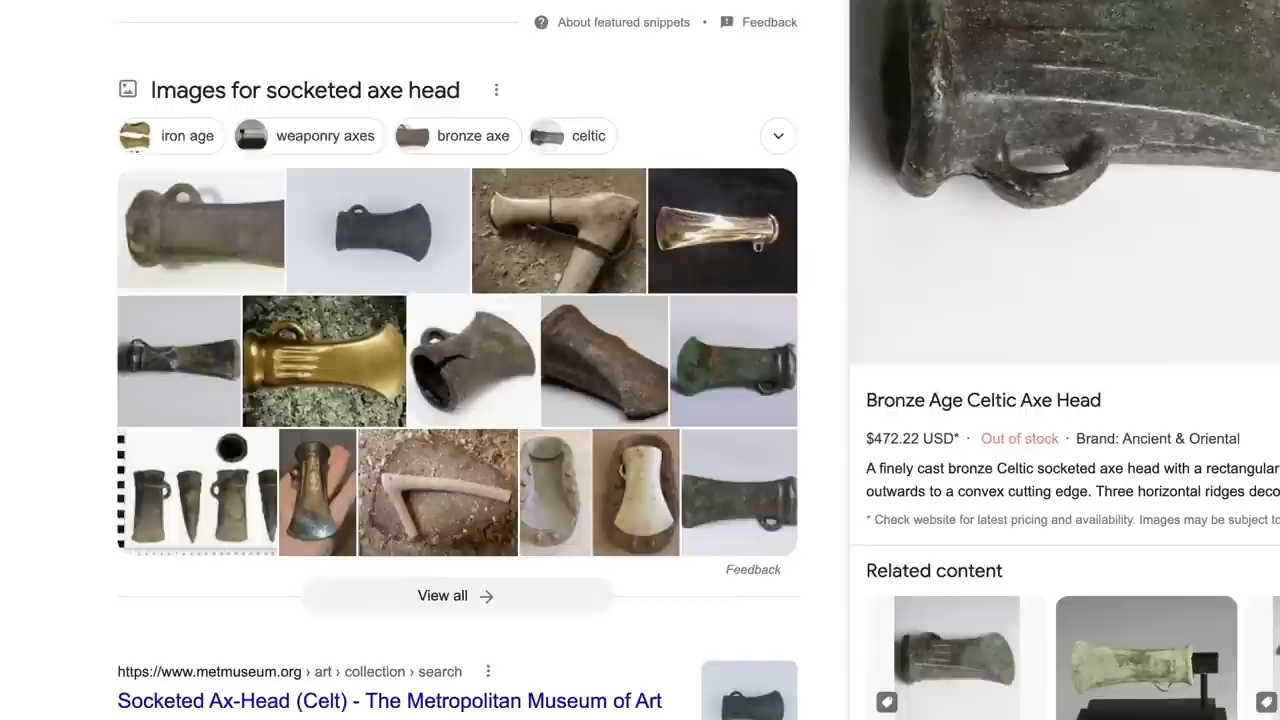 About featured snippets • Feedback
Images for socketed axe head
iron age
weaponry axes
bronze axe
celtic
Feedback
View all
https://www.metmuseum.org › art › collection › search
Socketed Ax-Head (Celt) - The Metropolitan Museum of Art
Bronze Age Celtic Axe Head
$472.22 USD* · Out of stock · Brand: Ancient & Oriental
A finely cast bronze Celtic socketed axe head with a rectangular
outwards to a convex cutting edge. Three horizontal ridges deco
* Check website for latest pricing and availability. Images may be subject to
Related content